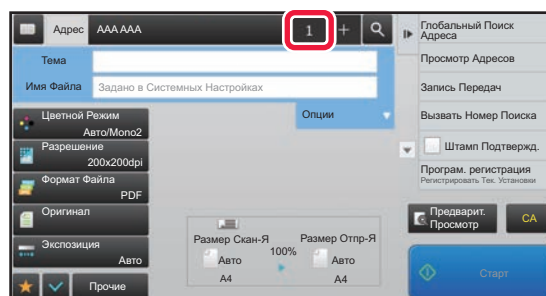 Адрес AAA AAA 1 +
Тема
Имя Файла Задано в Системных Настройках
Опции
Цветной Режим
Авто/Mono2
Разрешение
200x200dpi
Формат Файла
PDF
Оригинал
Экспозиция
Авто
Прочие
Размер Скан-Я 100% Размер Отпр-Я
Авто Авто
A4 A4
Глобальный Поиск
Адреса
Просмотр Адресов
Запись Передач
Вызвать Номер Поиска
Штамп Подтвержд.
Програм. регистрация
Регистрировать Тек. Установки
Предварит.
Просмотр
CA
Старт